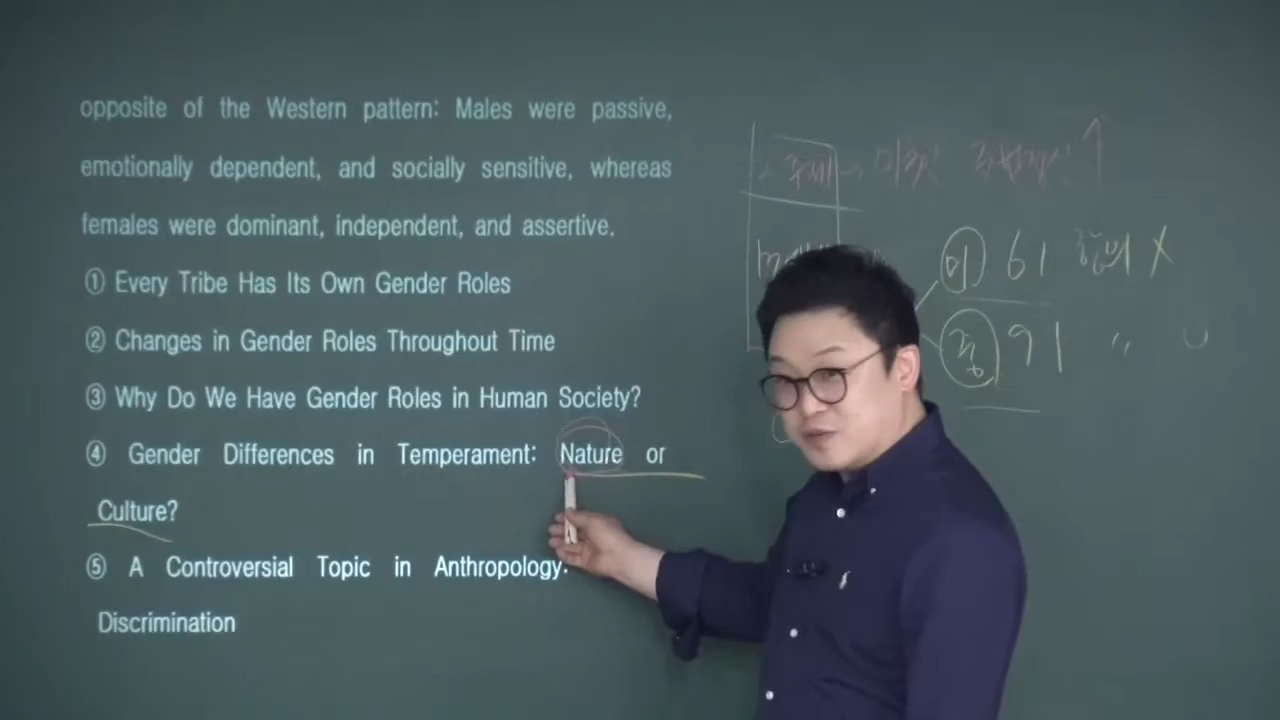 opposite of the Western pattern: Males were passive,
emotionally dependent, and socially sensitive, whereas
females were dominant, independent, and assertive.
① Every Tribe Has Its Own Gender Roles
② Changes in Gender Roles Throughout Time
③ Why Do We Have Gender Roles in Human Society?
④ Gender Differences in Temperament: Nature or
Culture?
⑤ A Controversial Topic in Anthropology:
Discrimination
61
91